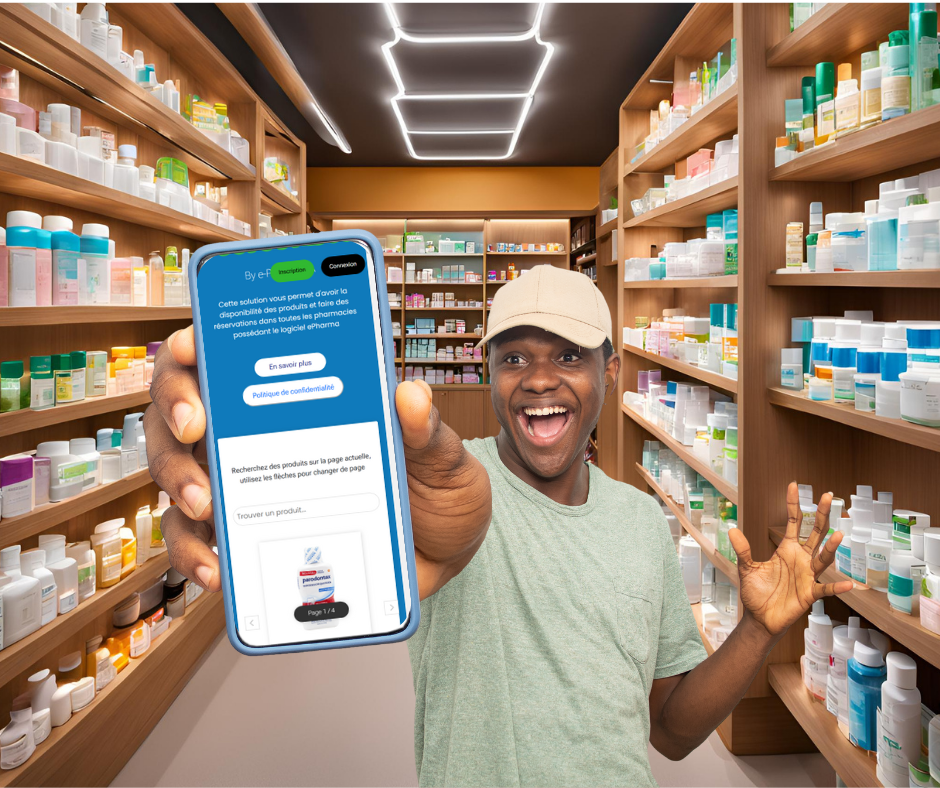 By e-P
Inscription
Connexion
Cette solution vous permet d'avoir la
disponibilité des produits et faire des
réservations dans toutes les pharmacies
possédant le logiciel ePharma
En savoir plus
Politique de confidentialité
Recherchez des produits sur la page actuelle,
utilisez les flèches pour changer de page
Trouver un produit...
parodontax
Page 1 / 4